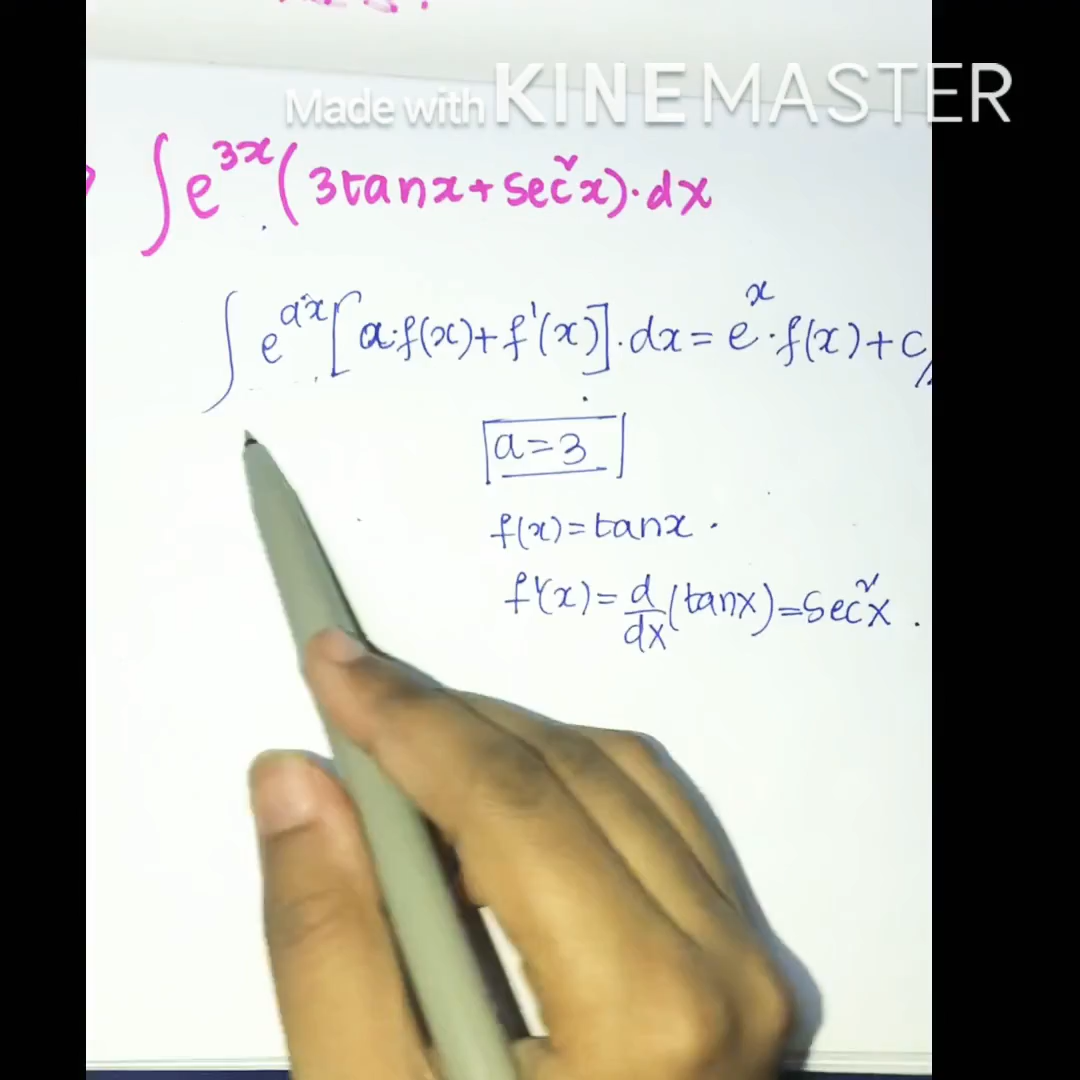 Made with KINEMASTER
∫e^{3x}(3tanx+sec²x)·dx
∫e^{ax}[a·f(x)+f'(x)]·dx=e^{x}·f(x)+c
a=3
f(x)=tanx.
f'(x)=d/dx(tanx)=sec²x.